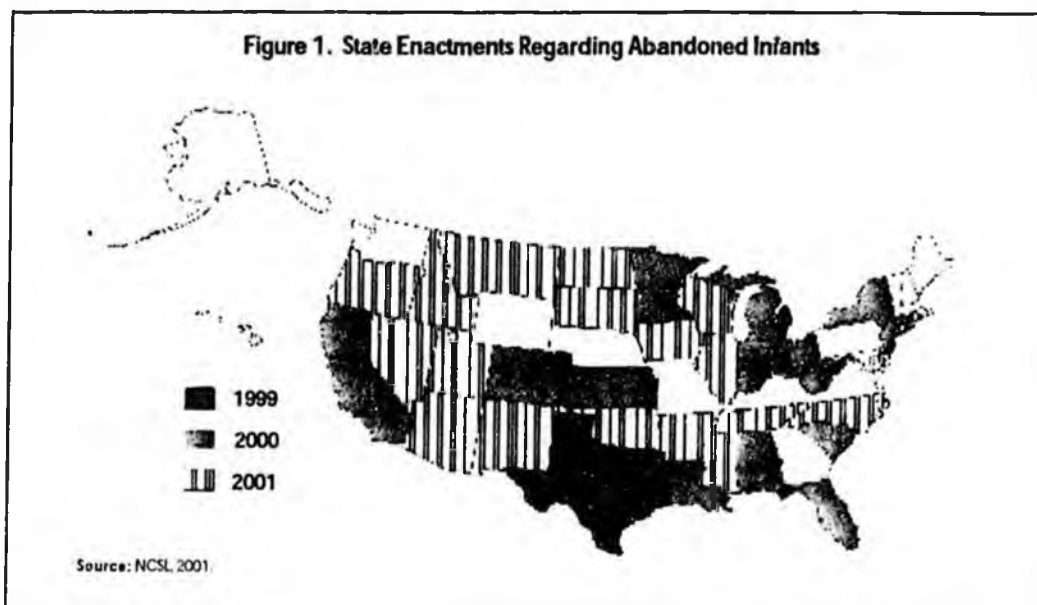 Figure 1. State Enactments Regarding Abandoned Infants
1999
2000
2001
Source: NCSL, 2001.